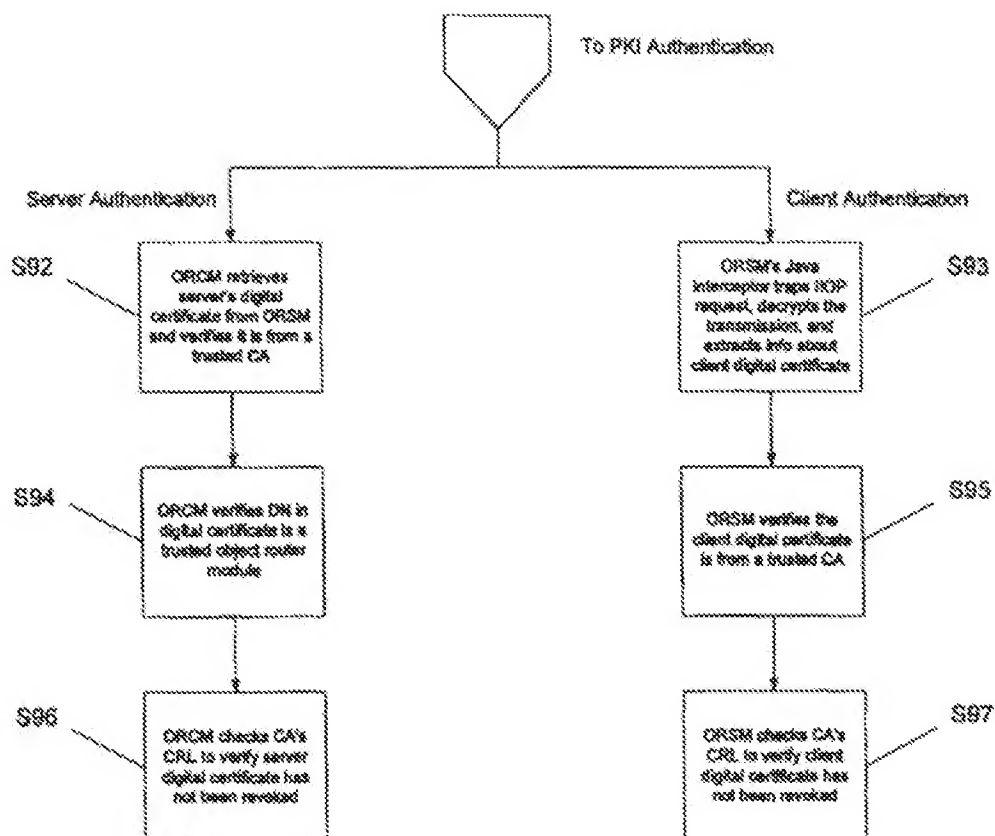 To PKI Authentication
Server Authentication
Client Authentication
S92
ORCM retrieves
server's digital
certificate from ORSM
and verifies it is from a
trusted CA
S93
ORSM's Java
interceptor traps IIOP
request, decrypts the
transmission, and
extracts info about
client digital certificate
S94
ORCM verifies DN in
digital certificate is a
trusted object router
module
S95
ORSM verifies the
client digital certificate
is from a trusted CA
S96
ORCM checks CA's
CRL to verify server
digital certificate has
not been revoked
S97
ORSM checks CA's
CRL to verify client
digital certificate has
not been revoked